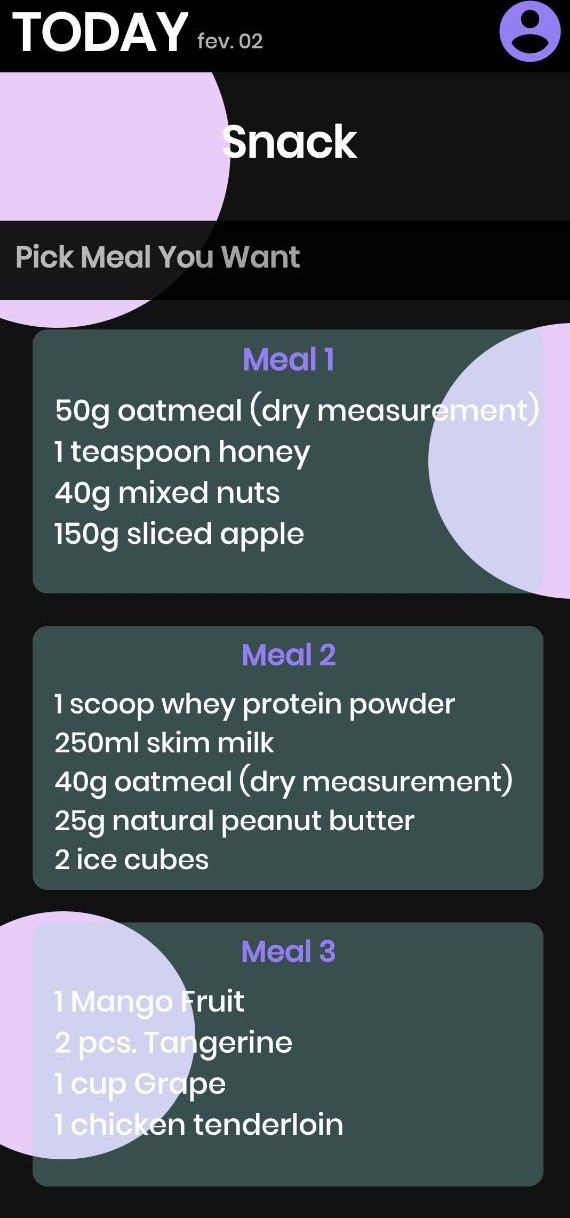 TODAY fev. 02
Snack
Pick Meal You Want
Meal 1
50g oatmeal (dry measurement)
1 teaspoon honey
40g mixed nuts
150g sliced apple
Meal 2
1 scoop whey protein powder
250ml skim milk
40g oatmeal (dry measurement)
25g natural peanut butter
2 ice cubes
Meal 3
1 Mango Fruit
2 pcs. Tangerine
1 cup Grape
1 chicken tenderloin